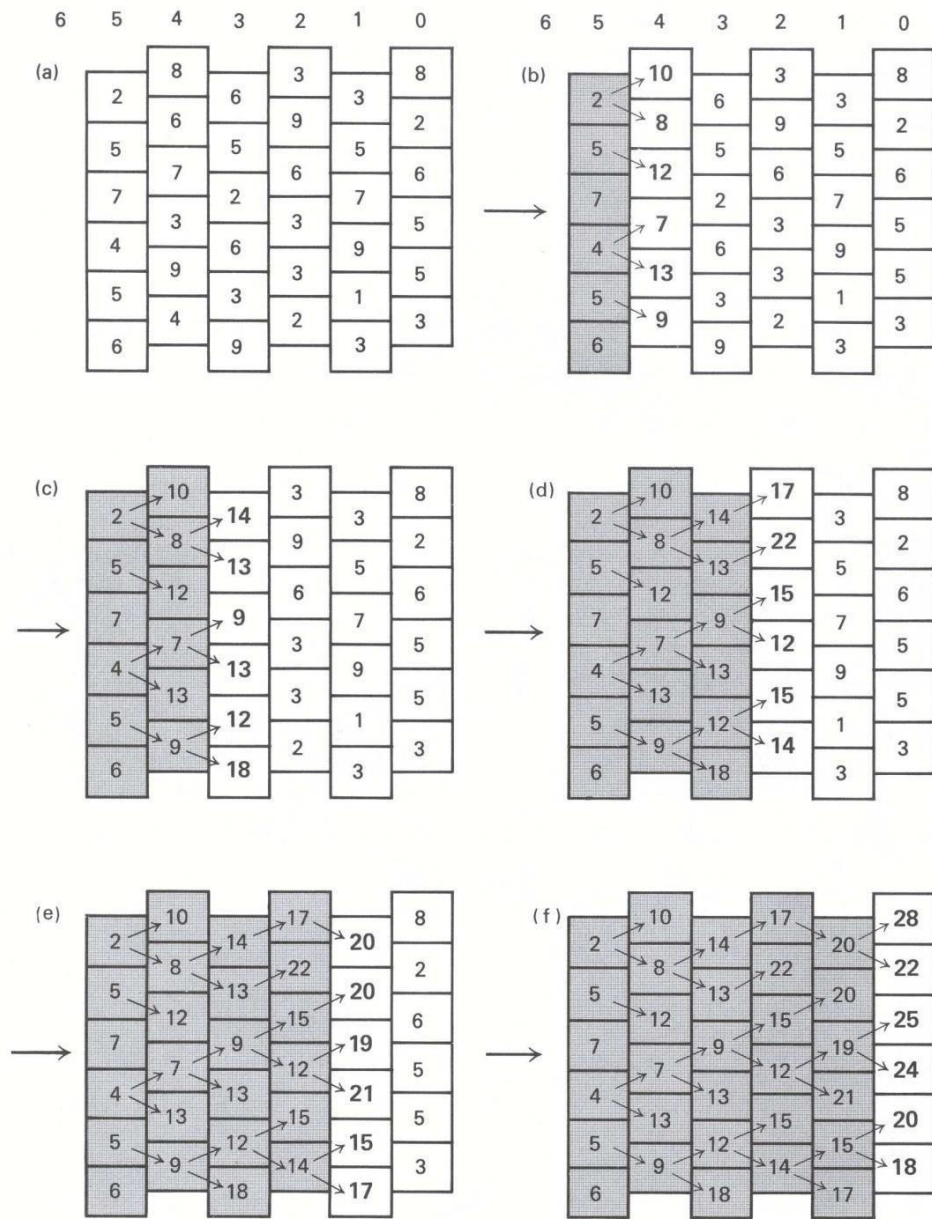 6 5 4 3 2 1 0
(a)
8 3 8
2 6 3
6 9 2
5 5 5
7 6 6
7 2 7
3 3 5
4 6 9
9 3 5
5 3 1
4 2 3
6 9 3
6 5 4 3 2 1 0
(b)
10 3 8
2 6 3
8 9 2
5 5 5
12 6 6
7 2 7
7 3 5
4 6 9
13 3 5
5 3 1
9 2 3
6 9 3
(c)
10 3 8
2 14 3
8 9 2
5 13 5
12 6 6
7 9 7
7 3 5
4 13 9
13 3 5
5 12 1
9 2 3
6 18 3
(d)
10 17 8
2 14 3
8 22 2
5 13 5
12 15 6
7 9 7
7 12 5
4 13 9
13 15 5
5 12 1
9 14 3
6 18 3
(e)
10 17 8
2 14 20
8 22 2
5 13 20
12 15 6
7 9 19
7 12 5
4 13 21
13 15 5
5 12 15
9 14 3
6 18 17
(f)
10 17 28
2 14 20
8 22 22
5 13 20
12 15 25
7 9 19
7 12 24
4 13 21
13 15 20
5 12 15
9 14 18
6 18 17